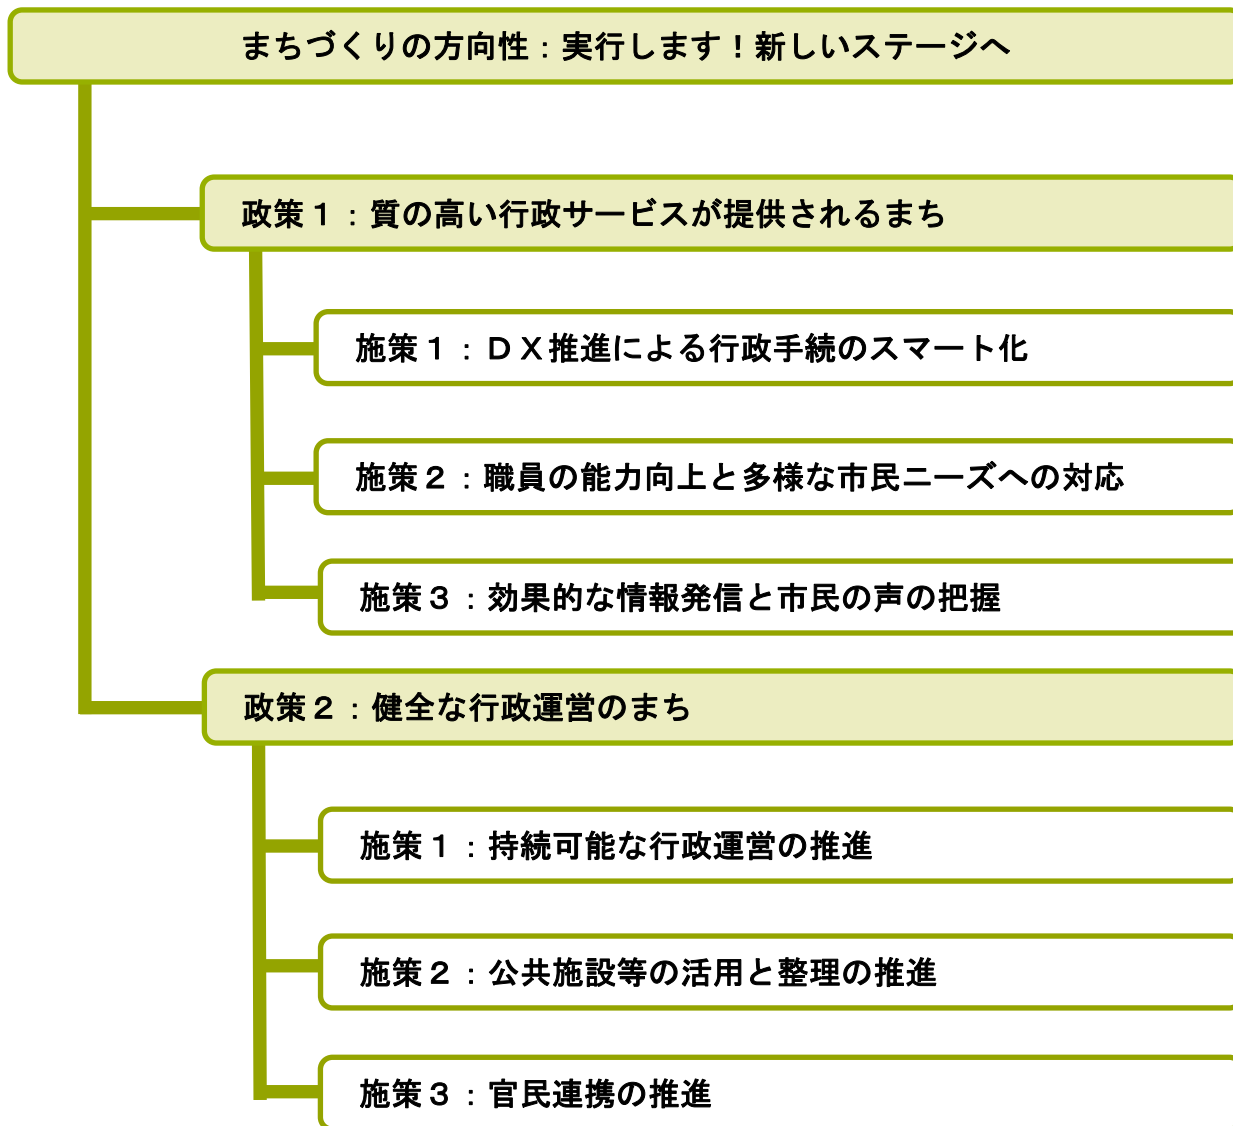 まちづくりの方向性：実行します！新しいステージへ
政策１：質の高い行政サービスが提供されるまち
施策１：ＤＸ推進による行政手続のスマート化
施策２：職員の能力向上と多様な市民ニーズへの対応
施策３：効果的な情報発信と市民の声の把握
政策２：健全な行政運営のまち
施策１：持続可能な行政運営の推進
施策２：公共施設等の活用と整理の推進
施策３：官民連携の推進